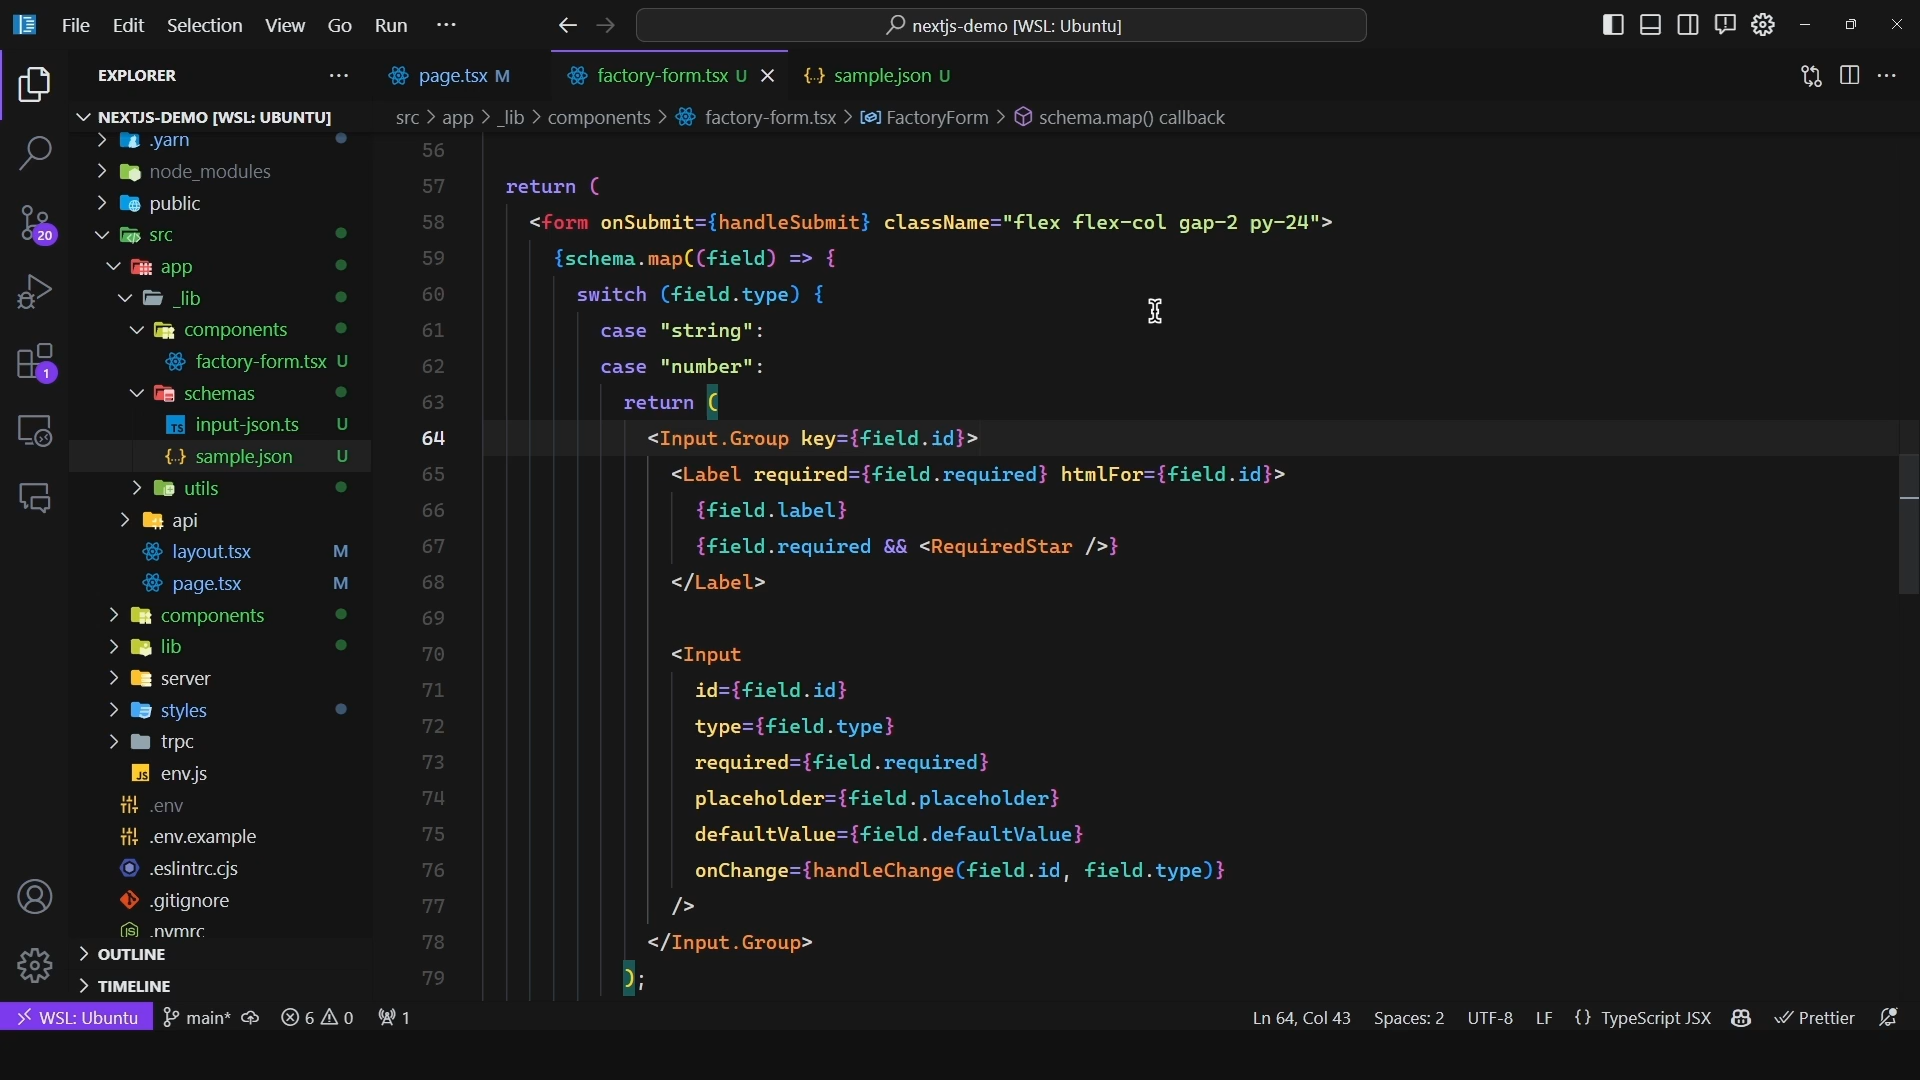 File Edit Selection View Go Run ···
nextjs-demo [WSL: Ubuntu]
EXPLORER ···
page.tsx M
factory-form.tsx U
sample.json U
NEXTJS-DEMO [WSL: UBUNTU]
src > app > _lib > components > factory-form.tsx > FactoryForm > schema.map() callback
.yarn
node_modules
public
src
app
_lib
components
factory-form.tsx U
schemas
input-json.ts U
sample.json U
utils
api
layout.tsx M
page.tsx M
components
lib
server
styles
trpc
env.js
.env
.env.example
.eslintrc.cjs
.gitignore
.nvmrc
OUTLINE
TIMELINE
20
1
56
57 return (
58 <form onSubmit={handleSubmit} className="flex flex-col gap-2 py-24">
59 {schema.map((field) => {
60 switch (field.type) {
61 case "string":
62 case "number":
63 return (
64 <Input.Group key={field.id}>
65 <Label required={field.required} htmlFor={field.id}>
66 {field.label}
67 {field.required && <RequiredStar />}
68 </Label>
69
70 <Input
71 id={field.id}
72 type={field.type}
73 required={field.required}
74 placeholder={field.placeholder}
75 defaultValue={field.defaultValue}
76 onChange={handleChange(field.id, field.type)}
77 />
78 </Input.Group>
79 );
WSL: Ubuntu main* 6 0 1
Ln 64, Col 43 Spaces: 2 UTF-8 LF {} TypeScript JSX Prettier